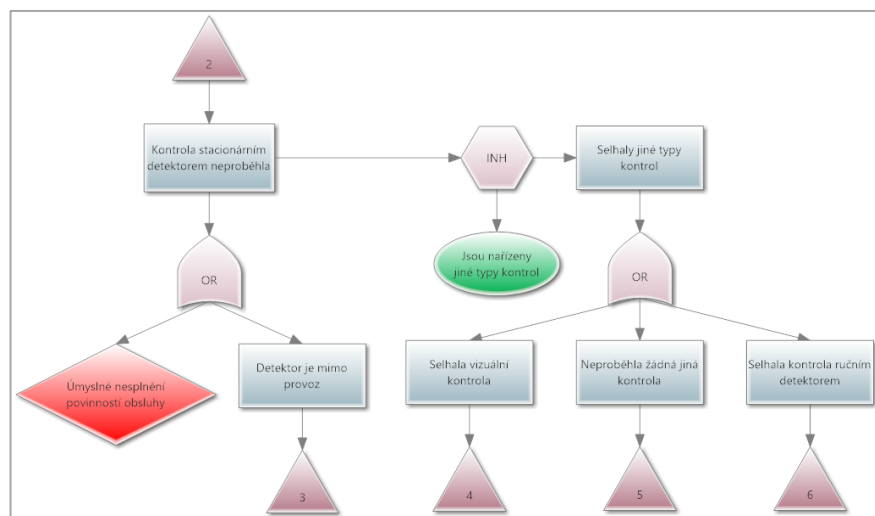 2
Kontrola stacionárním
detektorem neproběhla
INH
Selhaly jiné typy
kontrol
Jsou nařízeny
jiné typy kontrol
OR
OR
Úmyslné nesplnění
povinností obsluhy
Detektor je mimo
provoz
Selhala vizuální
kontrola
Neproběhla žádná jiná
kontrola
Selhala kontrola ručním
detektorem
3
4
5
6